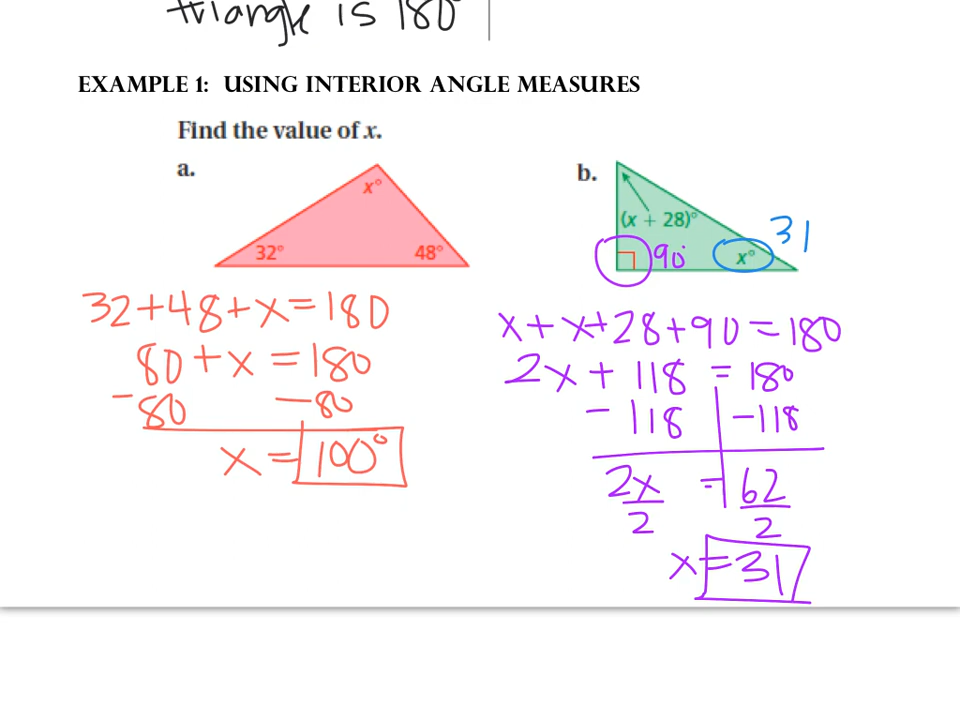 triangle is 180°
EXAMPLE 1: USING INTERIOR ANGLE MEASURES
Find the value of x.
a.
x°
32°
48°
32+48+x=180
80+x=180
-80 -80
x=100°
b.
(x + 28)°
31
90°
x°
x+x+28+90=180
2x+118=180
-118 -118
2x =62
2 2
x=31